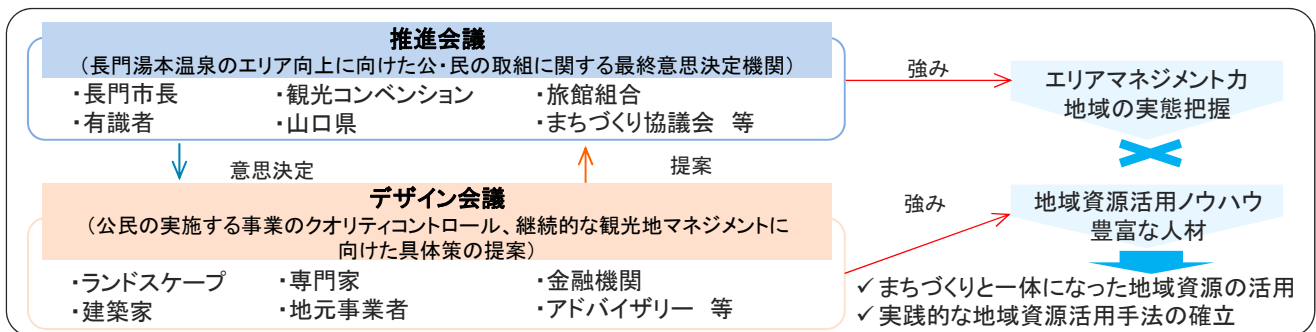 推進会議
（長門湯本温泉のエリア向上に向けた公・民の取組に関する最終意思決定機関）
・長門市長 ・観光コンベンション ・旅館組合
・有識者 ・山口県 ・まちづくり協議会 等
意思決定
提案
デザイン会議
（公民の実施する事業のクオリティコントロール、継続的な観光地マネジメントに
向けた具体策の提案）
・ランドスケープ ・専門家 ・金融機関
・建築家 ・地元事業者 ・アドバイザリー 等
強み
エリアマネジメント力
地域の実態把握
強み
地域資源活用ノウハウ
豊富な人材
✓ まちづくりと一体になった地域資源の活用
✓ 実践的な地域資源活用手法の確立